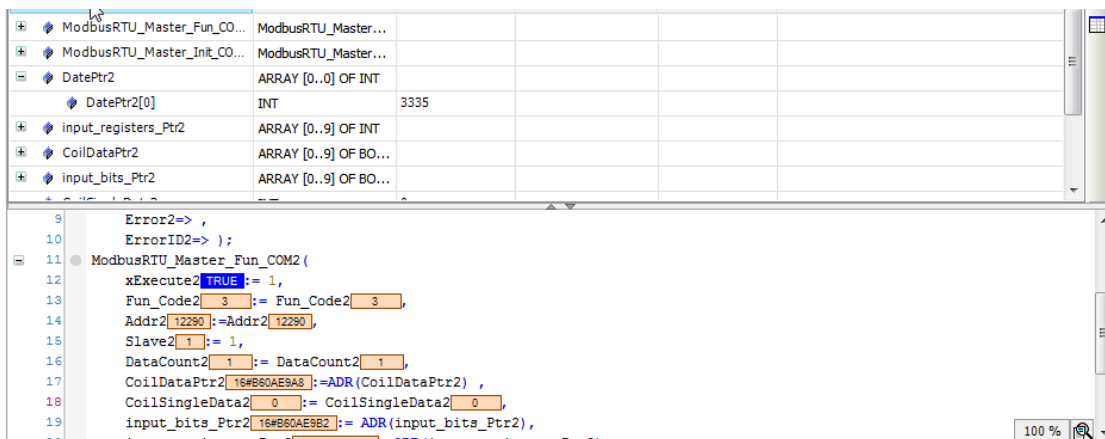 ModbusRTU_Master_Fun_CO... ModbusRTU_Master...
ModbusRTU_Master_Init_CO... ModbusRTU_Master...
DatePtr2 ARRAY [0..0] OF INT
DatePtr2[0] INT 3335
input_registers_Ptr2 ARRAY [0..9] OF INT
CoilDataPtr2 ARRAY [0..9] OF BO...
input_bits_Ptr2 ARRAY [0..9] OF BO...
9 Error2=> ,
10 ErrorID2=> );
11 ModbusRTU_Master_Fun_COM2(
12 xExecute2 TRUE := 1,
13 Fun_Code2 3 := Fun_Code2 3 ,
14 Addr2 12290 :=Addr2 12290 ,
15 Slave2 1 := 1,
16 DataCount2 1 := DataCount2 1 ,
17 CoilDataPtr2 16#B60AE9A8 :=ADR(CoilDataPtr2) ,
18 CoilSingleData2 0 := CoilSingleData2 0 ,
19 input_bits_Ptr2 16#B60AE9B2 := ADR(input_bits_Ptr2),
100 %